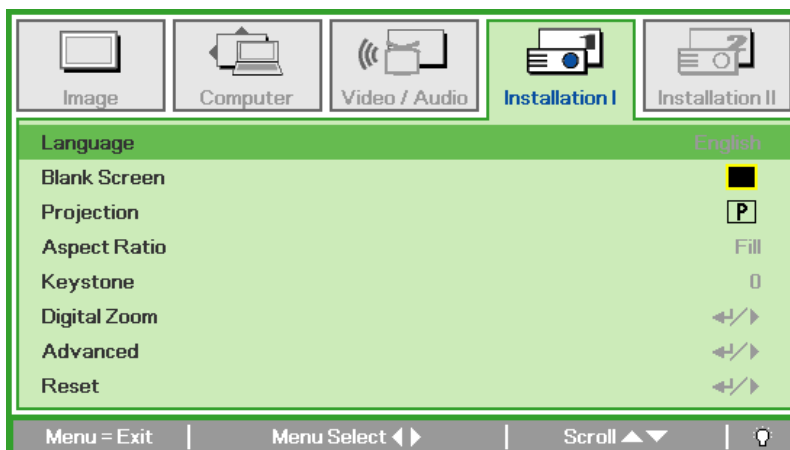 Image
Computer
Video / Audio
Installation I
Installation II
Language English
Blank Screen
Projection P
Aspect Ratio Fill
Keystone 0
Digital Zoom
Advanced
Reset
Menu = Exit Menu Select Scroll